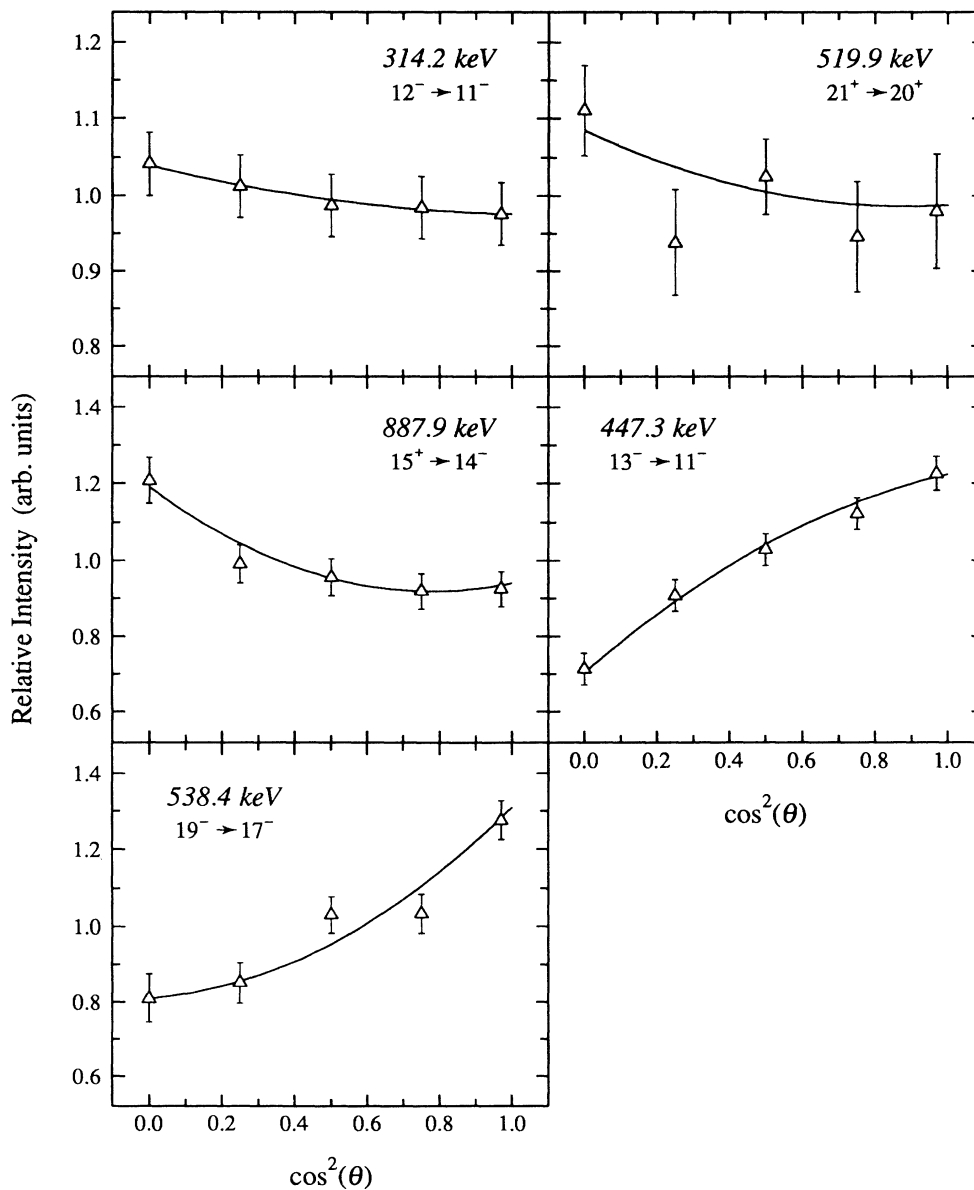 1.2
1.1
1.0
0.9
0.8
314.2 keV
12⁻ → 11⁻
519.9 keV
21⁺ → 20⁺
Relative Intensity (arb. units)
1.4
1.2
1.0
0.8
0.6
887.9 keV
15⁺ → 14⁻
447.3 keV
13⁻ → 11⁻
0.0 0.2 0.4 0.6 0.8 1.0
cos²(θ)
1.4
1.2
1.0
0.8
0.6
538.4 keV
19⁻ → 17⁻
0.0 0.2 0.4 0.6 0.8 1.0
cos²(θ)